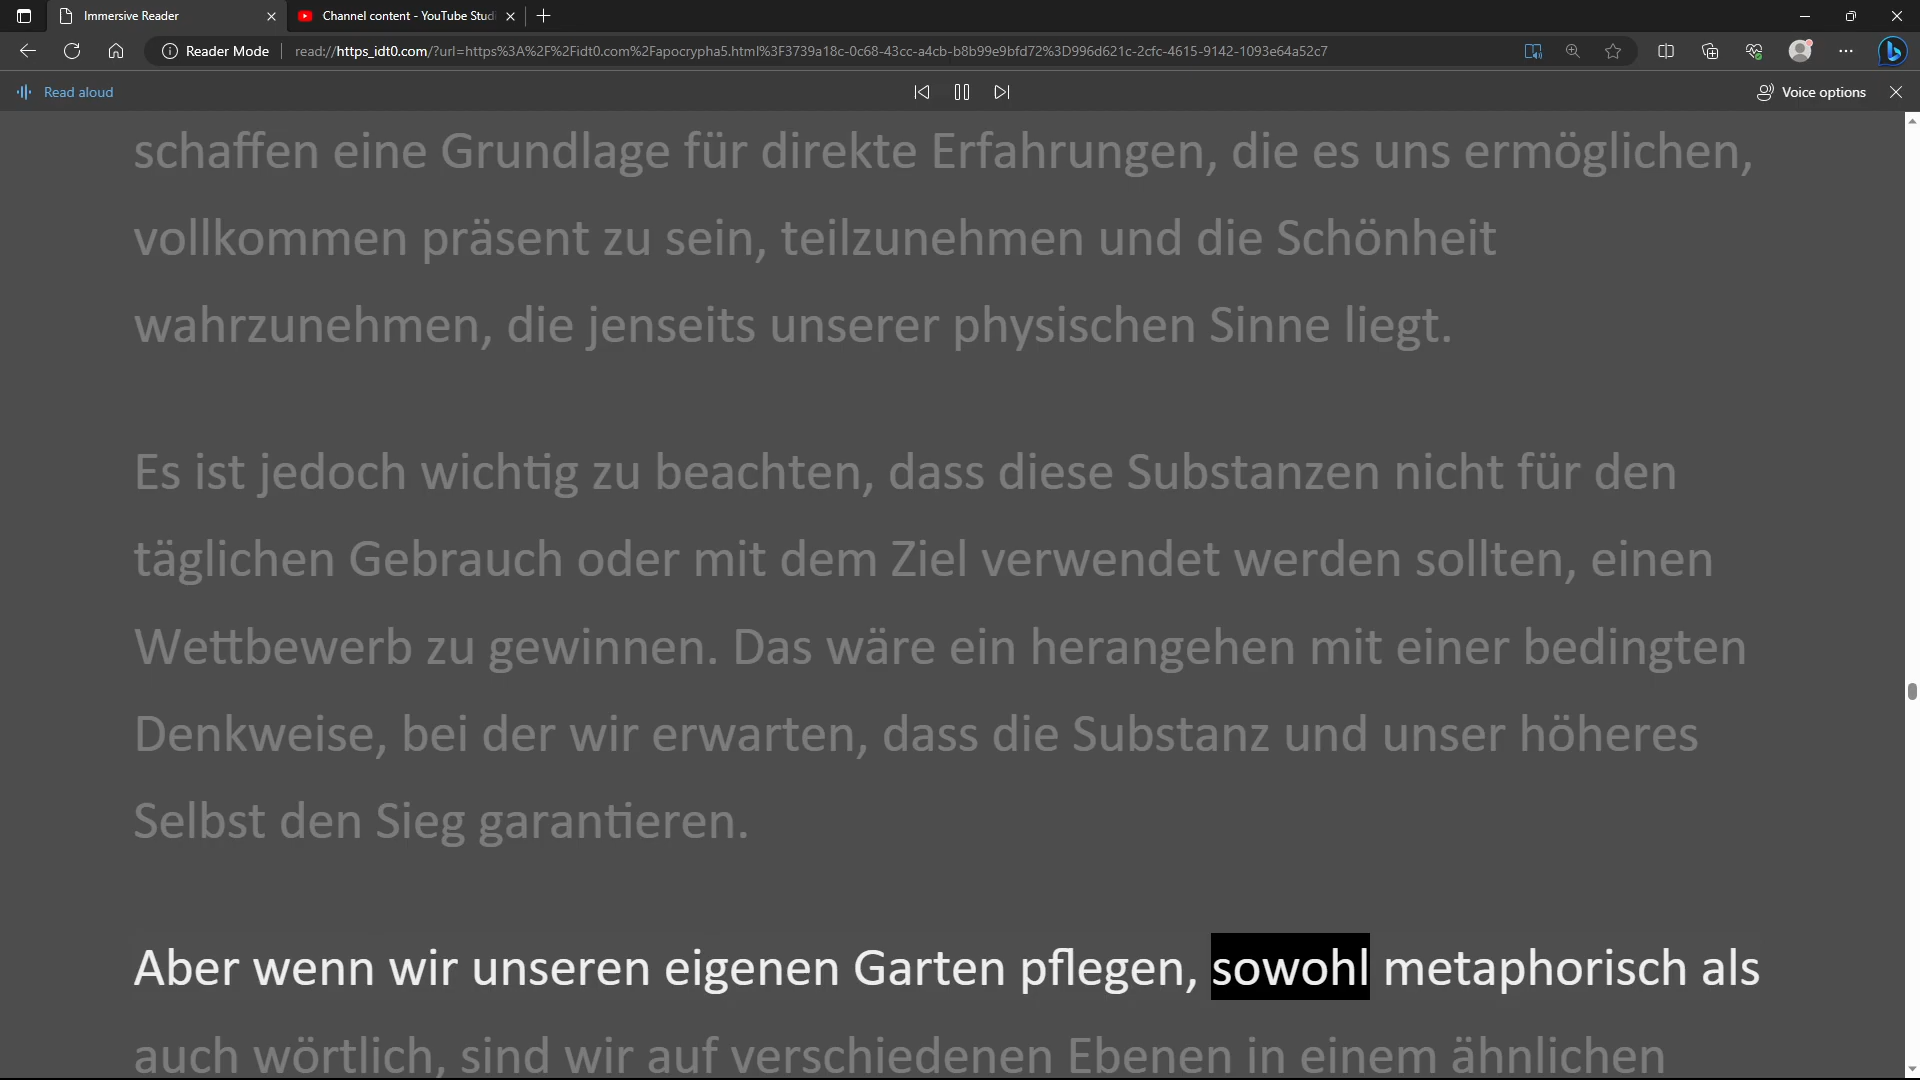 Immersive Reader
Channel content - YouTube Studi
Reader Mode
read://https_idt0.com/?url=https%3A%2F%2Fidt0.com%2Fapocrypha5.html%3F3739a18c-0c68-43cc-a4cb-b8b99e9bfd72%3D996d621c-2cfc-4615-9142-1093e64a52c7
Read aloud
Voice options
schaffen eine Grundlage für direkte Erfahrungen, die es uns ermöglichen,
vollkommen präsent zu sein, teilzunehmen und die Schönheit
wahrzunehmen, die jenseits unserer physischen Sinne liegt.
Es ist jedoch wichtig zu beachten, dass diese Substanzen nicht für den
täglichen Gebrauch oder mit dem Ziel verwendet werden sollten, einen
Wettbewerb zu gewinnen. Das wäre ein herangehen mit einer bedingten
Denkweise, bei der wir erwarten, dass die Substanz und unser höheres
Selbst den Sieg garantieren.
Aber wenn wir unseren eigenen Garten pflegen, sowohl metaphorisch als
auch wörtlich, sind wir auf verschiedenen Ebenen in einem ähnlichen